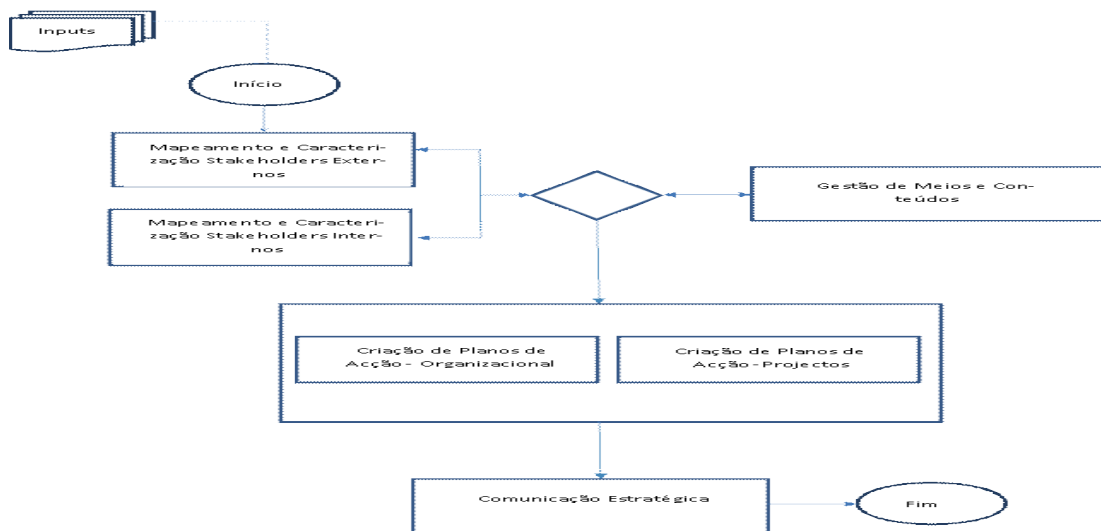 Inputs
Início
Mapeamento e Caracteri-
zação Stakeholders Exter-
nos
Mapeamento e Caracteri-
zação Stakeholders Inter-
nos
Gestão de Meios e Con-
teúdos
Criação de Planos de
Acção- Organizacional
Criação de Planos de
Acção-Projectos
Comunicação Estratégica
Fim